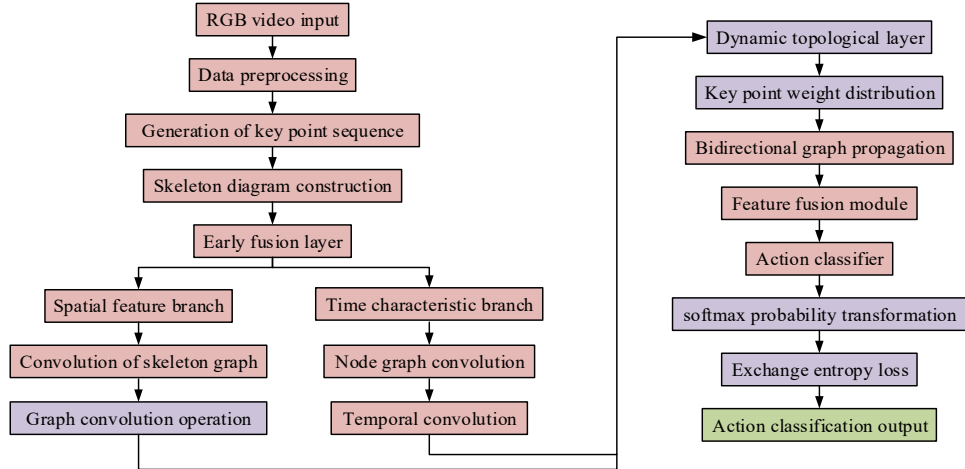 RGB video input
Data preprocessing
Generation of key point sequence
Skeleton diagram construction
Early fusion layer
Spatial feature branch
Convolution of skeleton graph
Graph convolution operation
Time characteristic branch
Node graph convolution
Temporal convolution
Dynamic topological layer
Key point weight distribution
Bidirectional graph propagation
Feature fusion module
Action classifier
softmax probability transformation
Exchange entropy loss
Action classification output